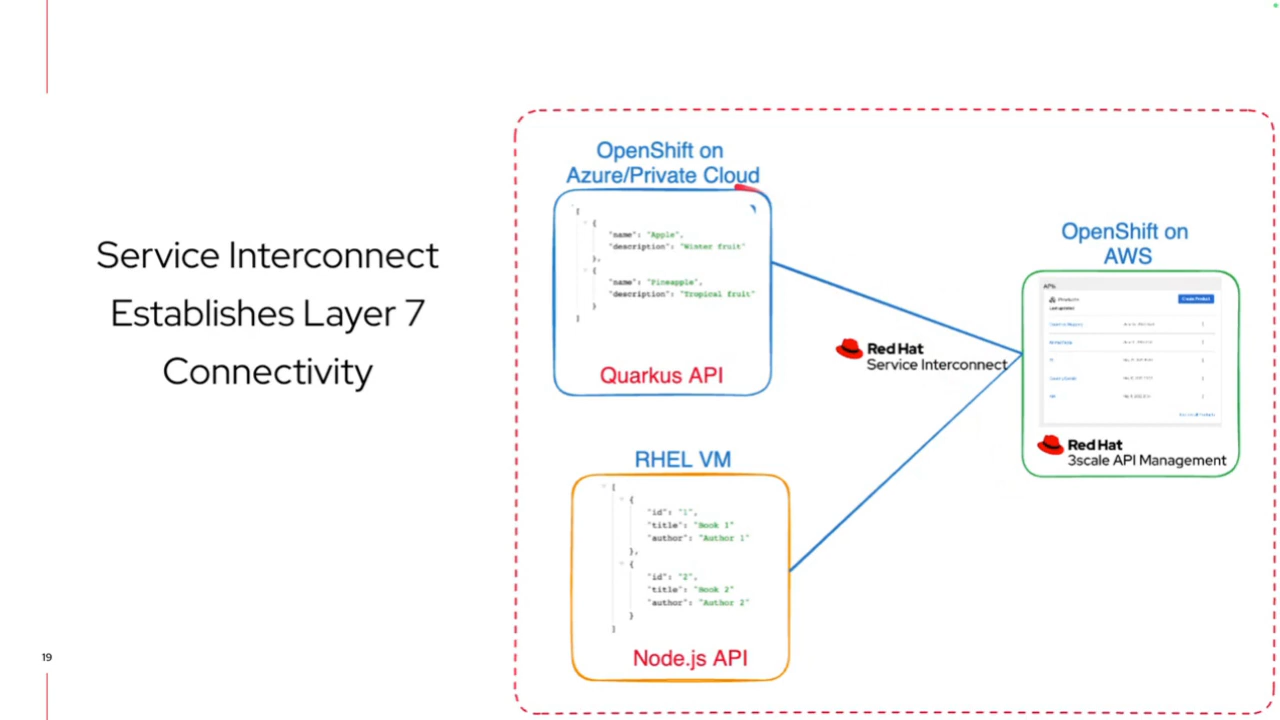 Service Interconnect
Establishes Layer 7
Connectivity
19
OpenShift on
Azure/Private Cloud
[
{
"name": "Apple",
"description": "Winter fruit"
},
{
"name": "Pineapple",
"description": "Tropical fruit"
}
]
Quarkus API
RHEL VM
[
{
"id": "1",
"title": "Book 1"
"author": "Author 1"
},
{
"id": "2",
"title": "Book 2"
"author": "Author 2"
}
]
Node.js API
Red Hat
Service Interconnect
OpenShift on
AWS
APIs
Products
Create Product
Last updated
Red Hat
3scale API Management